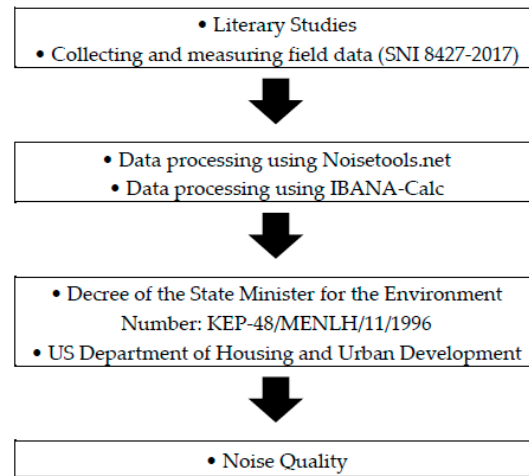 • Literary Studies
• Collecting and measuring field data (SNI 8427-2017)
• Data processing using Noisetools.net
• Data processing using IBANA-Calc
• Decree of the State Minister for the Environment
Number: KEP-48/MENLH/11/1996
• US Department of Housing and Urban Development
• Noise Quality